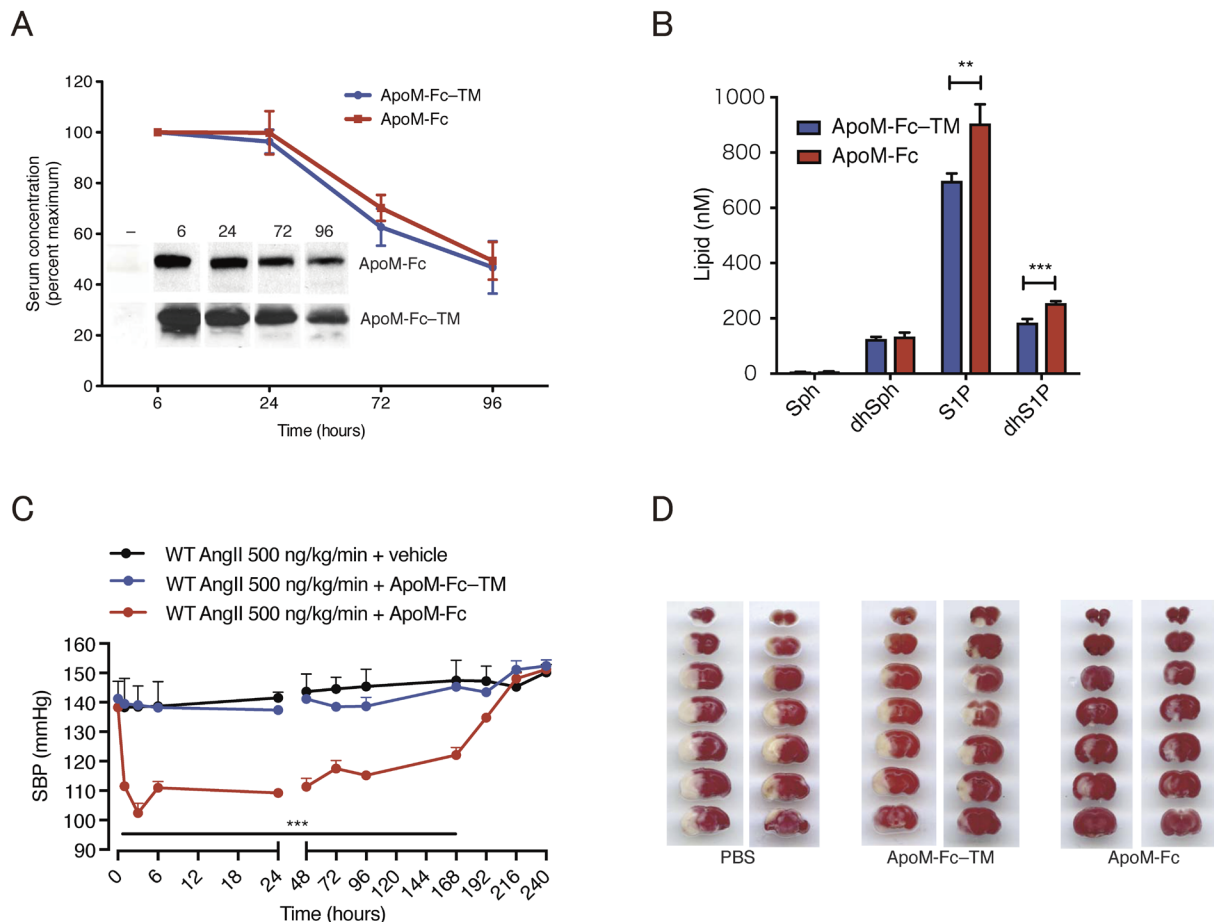 A
120
100
80
60
40
20
0
Serum concentration
(percent maximum)
ApoM-Fc–TM
ApoM-Fc
– 6 24 72 96
ApoM-Fc
ApoM-Fc–TM
6 24 72 96
Time (hours)
B
1000
800
600
400
200
0
Lipid (nM)
ApoM-Fc–TM
ApoM-Fc
**
***
Sph dhSph S1P dhS1P
C
WT AngII 500 ng/kg/min + vehicle
WT AngII 500 ng/kg/min + ApoM-Fc–TM
WT AngII 500 ng/kg/min + ApoM-Fc
160
150
140
130
120
110
100
90
SBP (mmHg)
***
0 6 12 18 24 48 72 96 120 144 168 192 216 240
Time (hours)
D
PBS ApoM-Fc–TM ApoM-Fc